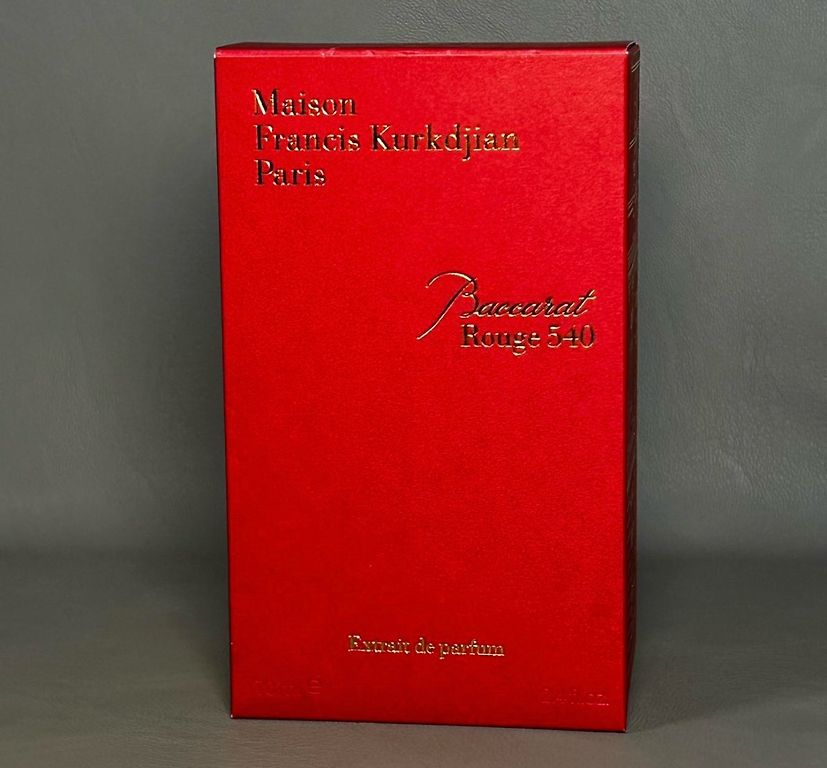 Maison
Francis Kurkdjian
Paris
Baccarat
Rouge 540
Extrait de parfum